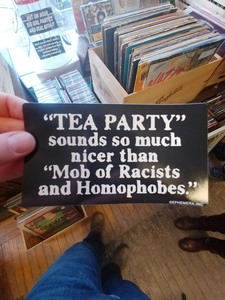 "TEA PARTY"
sounds so much
nicer than
"Mob of Racists
and Homophobes."
EPHEMERA,INC